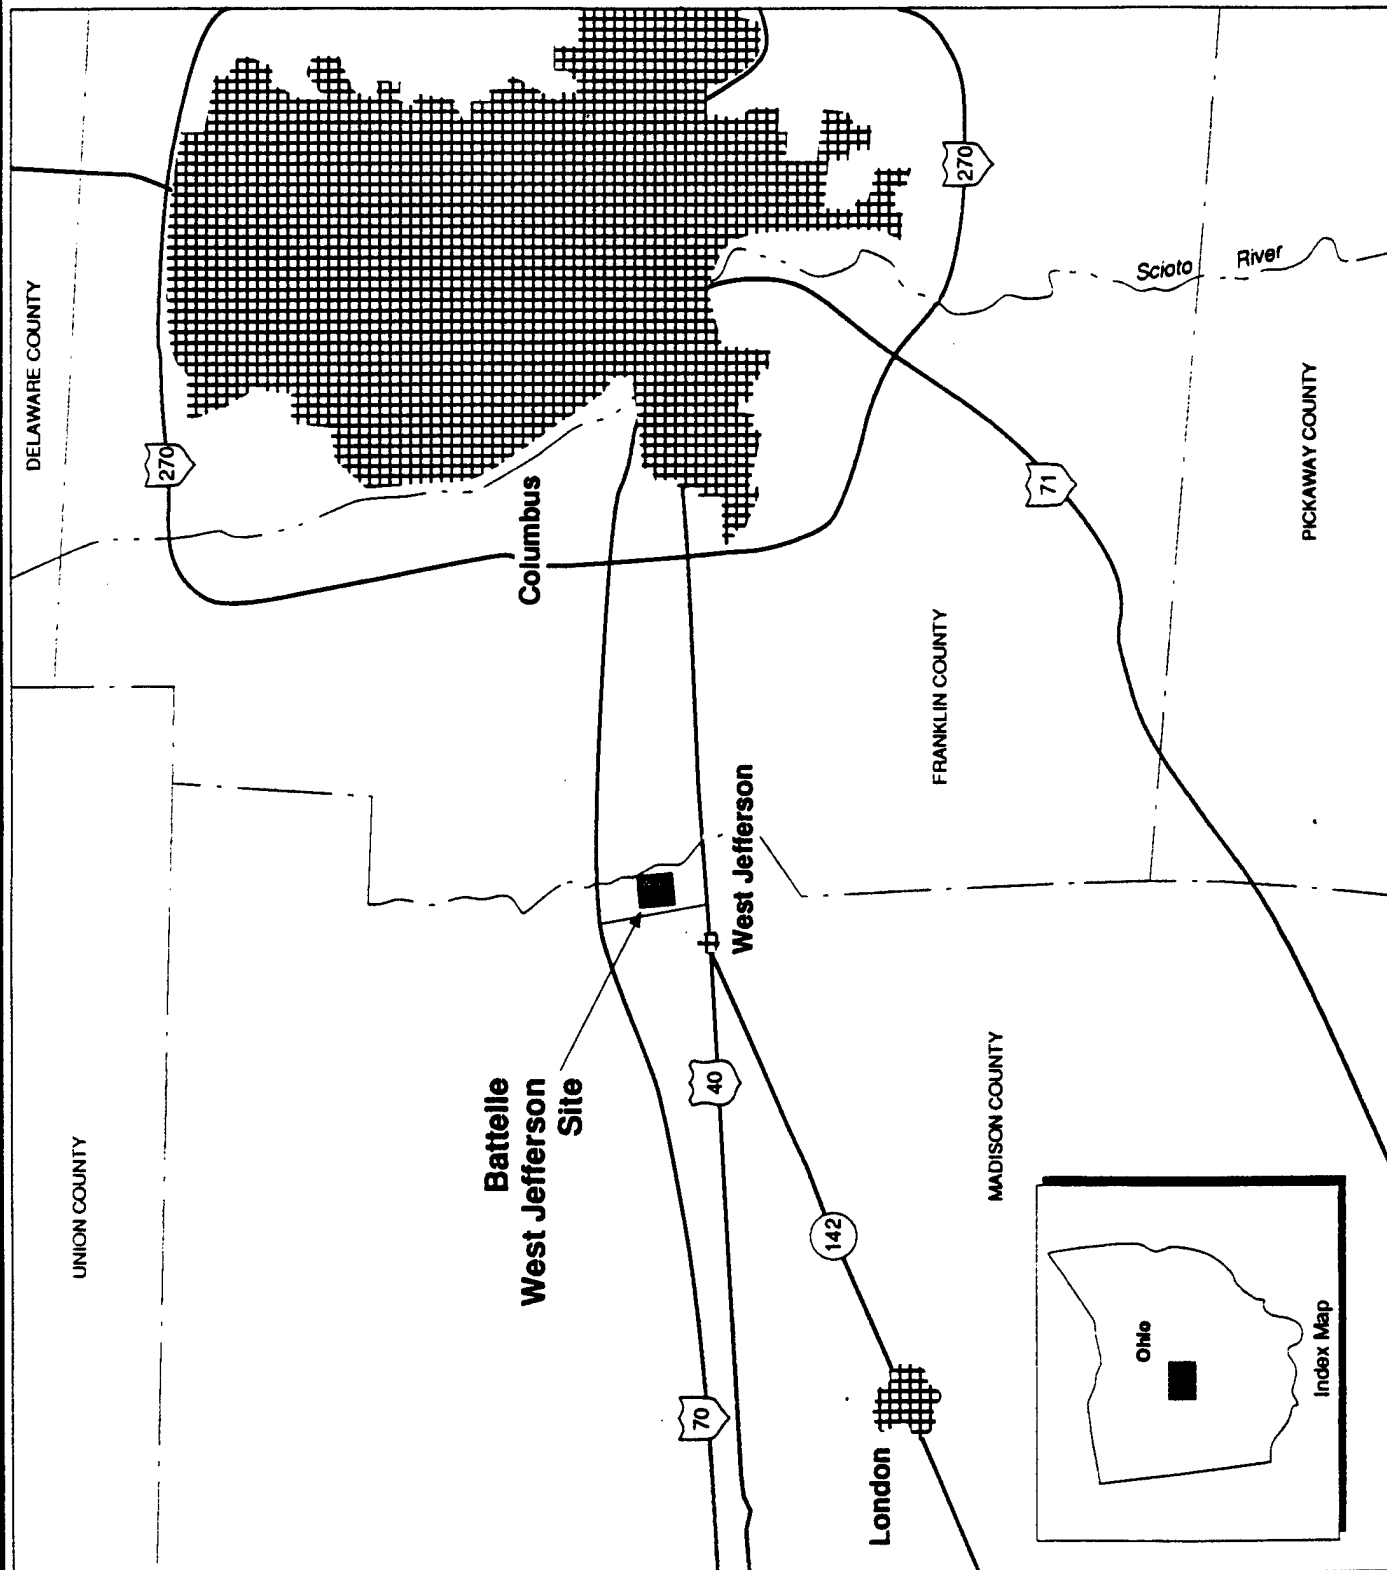 UNION COUNTY
DELAWARE COUNTY
270
Columbus
Battelle
West Jefferson
Site
70
40
West Jefferson
142
London
270
Scioto River
71
FRANKLIN COUNTY
MADISON COUNTY
PICKAWAY COUNTY
Ohio
Index Map